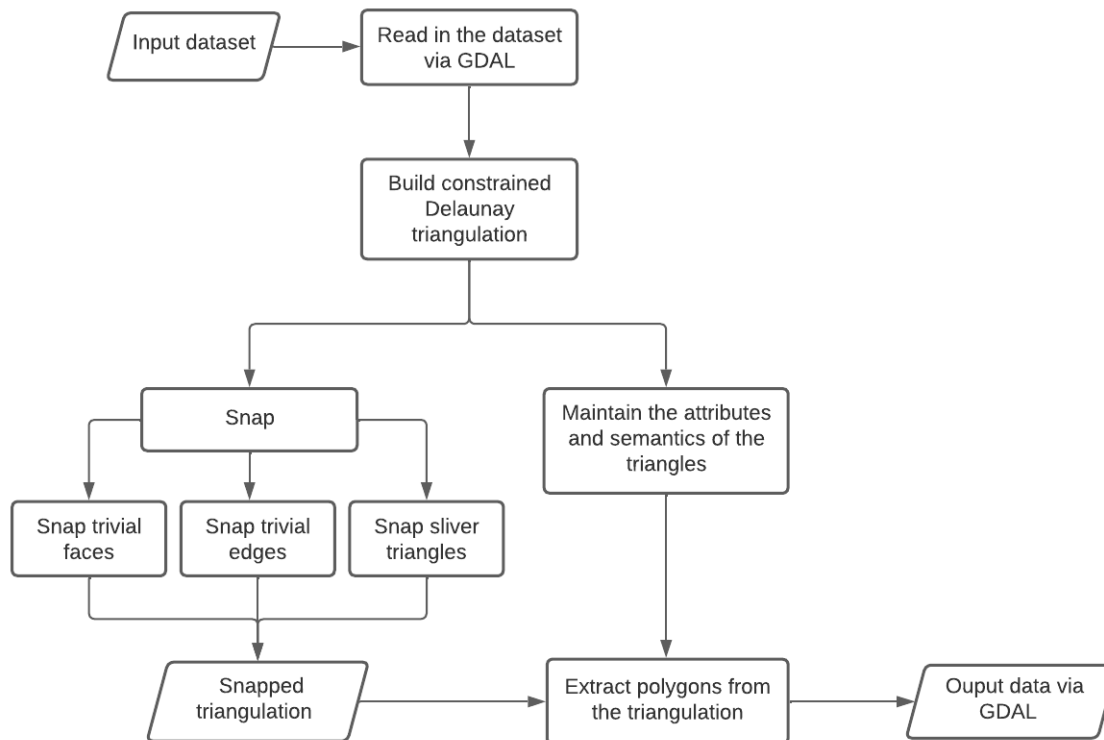 Input dataset
Read in the dataset
via GDAL
Build constrained
Delaunay
triangulation
Snap
Maintain the attributes
and semantics of the
triangles
Snap trivial
faces
Snap trivial
edges
Snap sliver
triangles
Snapped
triangulation
Extract polygons from
the triangulation
Ouput data via
GDAL